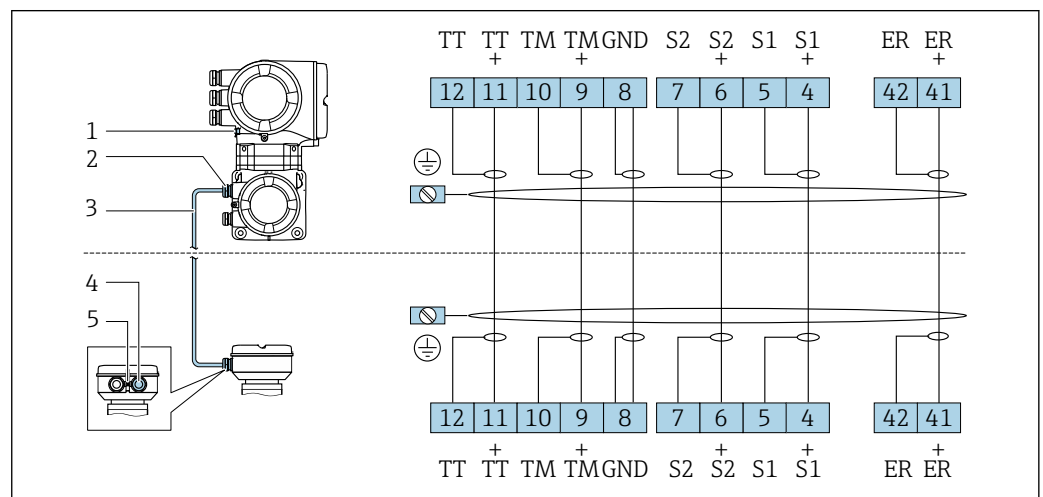 TT TT TM TM GND S2 S2 S1 S1 ER ER
+ + + + +
12 11 10 9 8 7 6 5 4 42 41
1
2
3
4
5
12 11 10 9 8 7 6 5 4 42 41
+ + + + +
TT TT TM TM GND S2 S2 S1 S1 ER ER